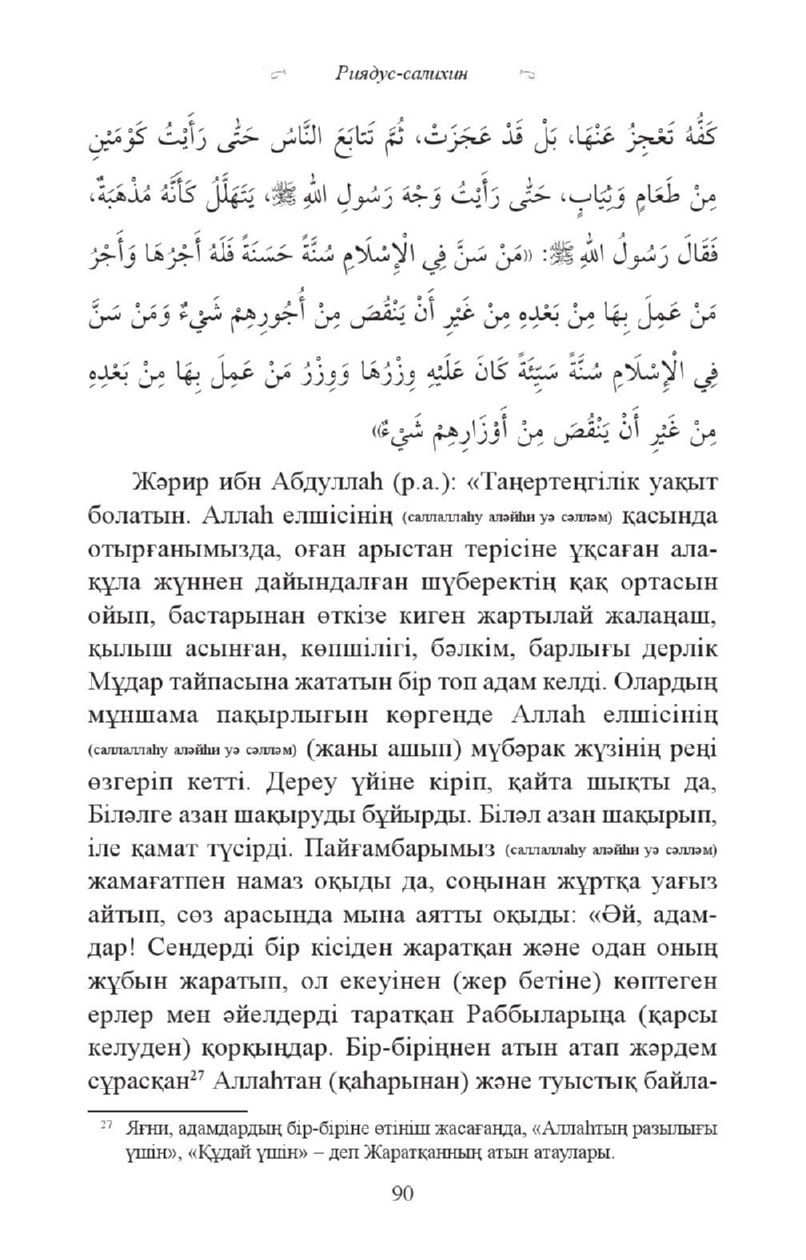 Риядус-салихин
كَفُّهُ تَعْجِزُ عَنْهَا، بَلْ قَدْ عَجَزَتْ، ثُمَّ تَتَابَعَ النَّاسُ حَتَّى رَأَيْتُ كَوْمَيْنِ
مِنْ طَعَامٍ وَثِيَابٍ، حَتَّى رَأَيْتُ وَجْهَ رَسُولِ اللهِ ﷺ، يَتَهَلَّلُ كَأَنَّهُ مُذْهَبَةٌ،
فَقَالَ رَسُولُ اللهِ ﷺ: «مَنْ سَنَّ فِي الْإِسْلَامِ سُنَّةً حَسَنَةً فَلَهُ أَجْرُهَا وَأَجْرُ
مَنْ عَمِلَ بِهَا مِنْ بَعْدِهِ مِنْ غَيْرِ أَنْ يَنْقُصَ مِنْ أُجُورِهِمْ شَيْءٌ وَمَنْ سَنَّ
فِي الْإِسْلَامِ سُنَّةً سَيِّئَةً كَانَ عَلَيْهِ وِزْرُهَا وَوِزْرُ مَنْ عَمِلَ بِهَا مِنْ بَعْدِهِ
مِنْ غَيْرِ أَنْ يَنْقُصَ مِنْ أَوْزَارِهِمْ شَيْءٌ»
Жәрир ибн Абдуллаһ (р.а.): «Таңертеңгілік уақыт
болатын. Аллаһ елшісінің (саллаллаһу аләйһи уә сәлләм) қасында
отырғанымызда, оған арыстан терісіне ұқсаған ала-
құла жүннен дайындалған шүберектің қақ ортасын
ойып, бастарынан өткізе киген жартылай жалаңаш,
қылыш асынған, көпшілігі, бәлкім, барлығы дерлік
Мұдар тайпасына жататын бір топ адам келді. Олардың
мұншама пақырлығын көргенде Аллаһ елшісінің
(саллаллаһу аләйһи уә сәлләм) (жаны ашып) мүбәрак жүзінің реңі
өзгеріп кетті. Дереу үйіне кіріп, қайта шықты да,
Біләлге азан шақыруды бұйырды. Біләл азан шақырып,
іле қамат түсірді. Пайғамбарымыз (саллаллаһу аләйһи уә сәлләм)
жамағатпен намаз оқыды да, соңынан жұртқа уағыз
айтып, сөз арасында мына аятты оқыды: «Әй, адам-
дар! Сендерді бір кісіден жаратқан және одан оның
жұбын жаратып, ол екеуінен (жер бетіне) көптеген
ерлер мен әйелдерді таратқан Раббыларыңа (қарсы
келуден) қорқыңдар. Бір-біріңнен атын атап жәрдем
сұрасқан²⁷ Аллаһтан (қаһарынан) және туыстық байла-
²⁷ Яғни, адамдардың бір-біріне өтініш жасағанда, «Аллаһтың разылығы
үшін», «Құдай үшін» – деп Жаратқанның атын атаулары.
90